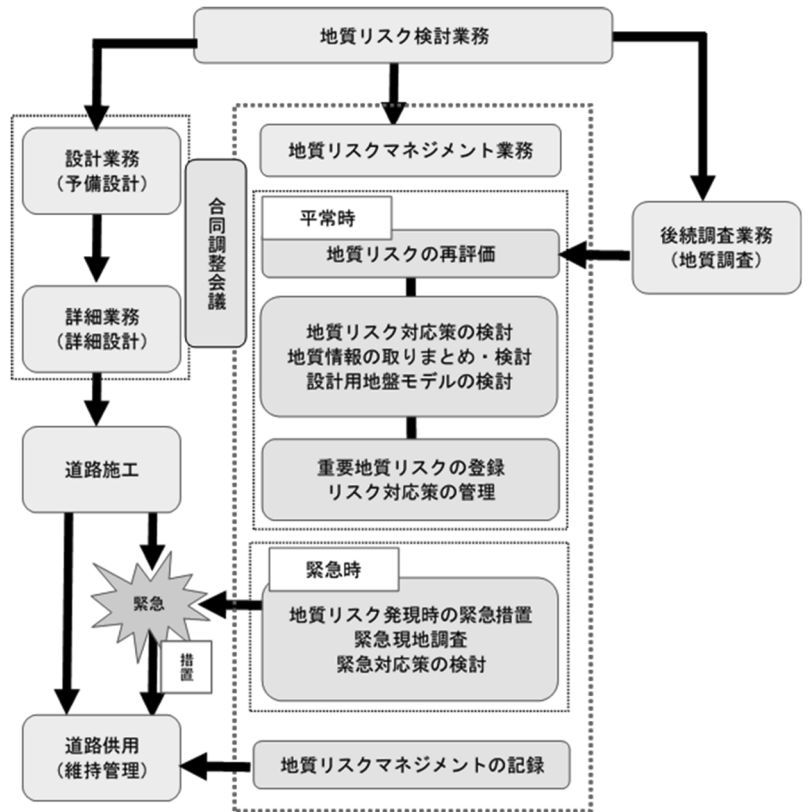 地質リスク検討業務
設計業務
(予備設計)
詳細業務
(詳細設計)
道路施工
緊急
措置
道路供用
(維持管理)
合同調整会議
地質リスクマネジメント業務
平常時
地質リスクの再評価
地質リスク対応策の検討
地質情報の取りまとめ・検討
設計用地盤モデルの検討
重要地質リスクの登録
リスク対応策の管理
緊急時
地質リスク発現時の緊急措置
緊急現地調査
緊急対応策の検討
地質リスクマネジメントの記録
後続調査業務
(地質調査)